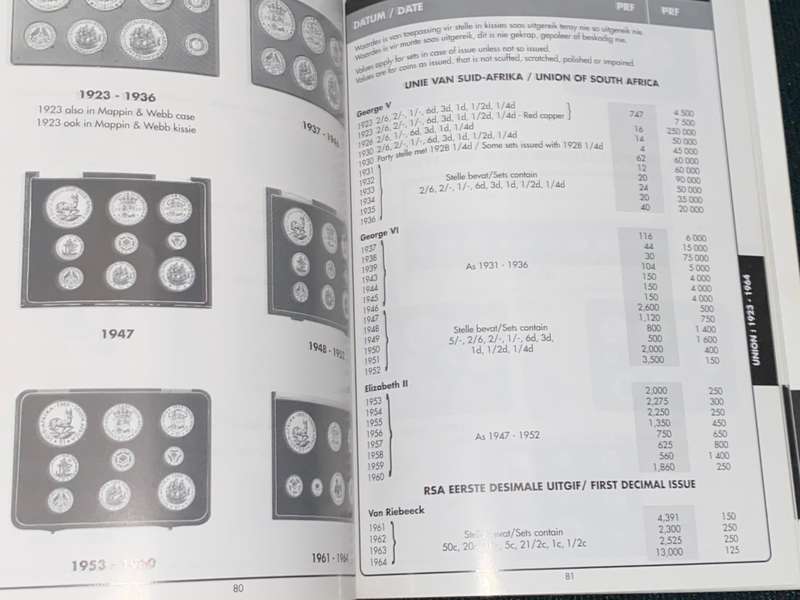 1923 - 1936
1923 also in Mappin & Webb case
1923 ook in Mappin & Webb kissie
1937 -
1947
1948 - 1952
1953 - 1960
1961 - 1964
80
DATUM / DATE PRF PRF
Waardes is van toepassing vir stelle in kissies soos uitgereik tensy nie so uitgereik nie.
Waardes is vir munte soos uitgereik, dit is nie gekrap, gepoleer of beskadig nie.
Values apply for sets in case of issue unless not so issued.
Values are for coins as issued, that is not scuffed, scratched, polished or impaired.
UNIE VAN SUID-AFRIKA / UNION OF SOUTH AFRICA
George V
1923 2/6, 2/-, 1/-, 6d, 3d, 1d, 1/2d, 1/4d 747 4 500
1923 2/6, 2/-, 1/-, 6d, 3d, 1d, 1/2d, 1/4d - Red copper 7 500
1926 2/6, 1/-, 6d, 3d, 1d, 1/4d 16 250 000
1930 2/6, 2/-, 1/-, 6d, 3d, 1d, 1/2d, 1/4d 14 50 000
1930 Party stelle met 1928 1/4d / Some sets issued with 1928 1/4d 4 45 000
1931 62 60 000
1932 12 60 000
1933 Stelle bevat/Sets contain 20 90 000
1934 2/6, 2/-, 1/-, 6d, 3d, 1d, 1/2d, 1/4d 24 50 000
1935 20 35 000
1936 40 20 000
George VI
1937 116 6 000
1938 44 15 000
1939 As 1931 - 1936 30 75 000
1943 104 5 000
1944 150 4 000
1945 150 4 000
1946 150 4 000
1947 2,600 500
1948 1,120 750
1949 Stelle bevat/Sets contain 800 1 400
1950 5/-, 2/6, 2/-, 1/-, 6d, 3d, 500 1 600
1951 1d, 1/2d, 1/4d 2,000 400
1952 3,500 150
Elizabeth II
1953 2,000 250
1954 2,275 300
1955 2,250 250
1956 As 1947 - 1952 1,350 450
1957 750 650
1958 625 800
1959 560 1 400
1960 1,860 250
RSA EERSTE DESIMALE UITGIF/ FIRST DECIMAL ISSUE
Van Riebeeck
1961 4,391 150
1962 Stelle bevat/Sets contain 2,300 250
1963 50c, 5c, 21/2c, 1c, 1/2c 2,525 250
1964 13,000 125
81
UNION : 1923 - 1964